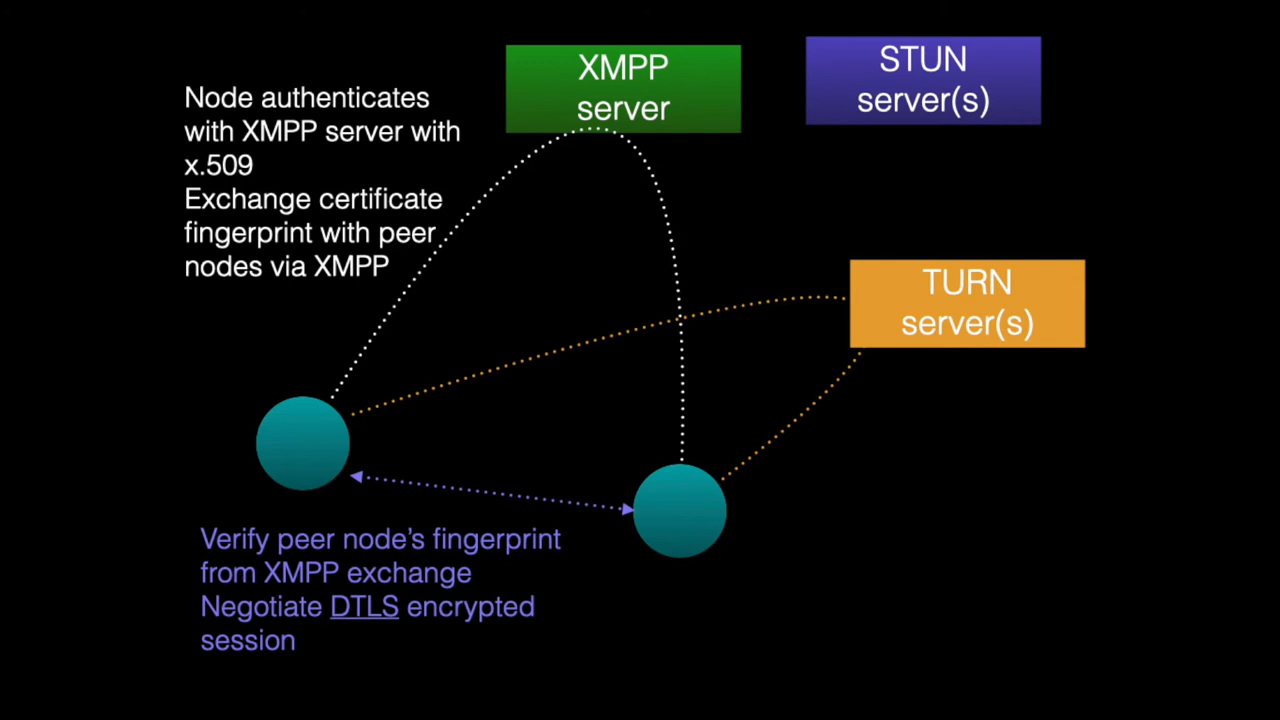 XMPP
server
STUN
server(s)
Node authenticates
with XMPP server with
x.509
Exchange certificate
fingerprint with peer
nodes via XMPP
TURN
server(s)
Verify peer node’s fingerprint
from XMPP exchange
Negotiate DTLS encrypted
session